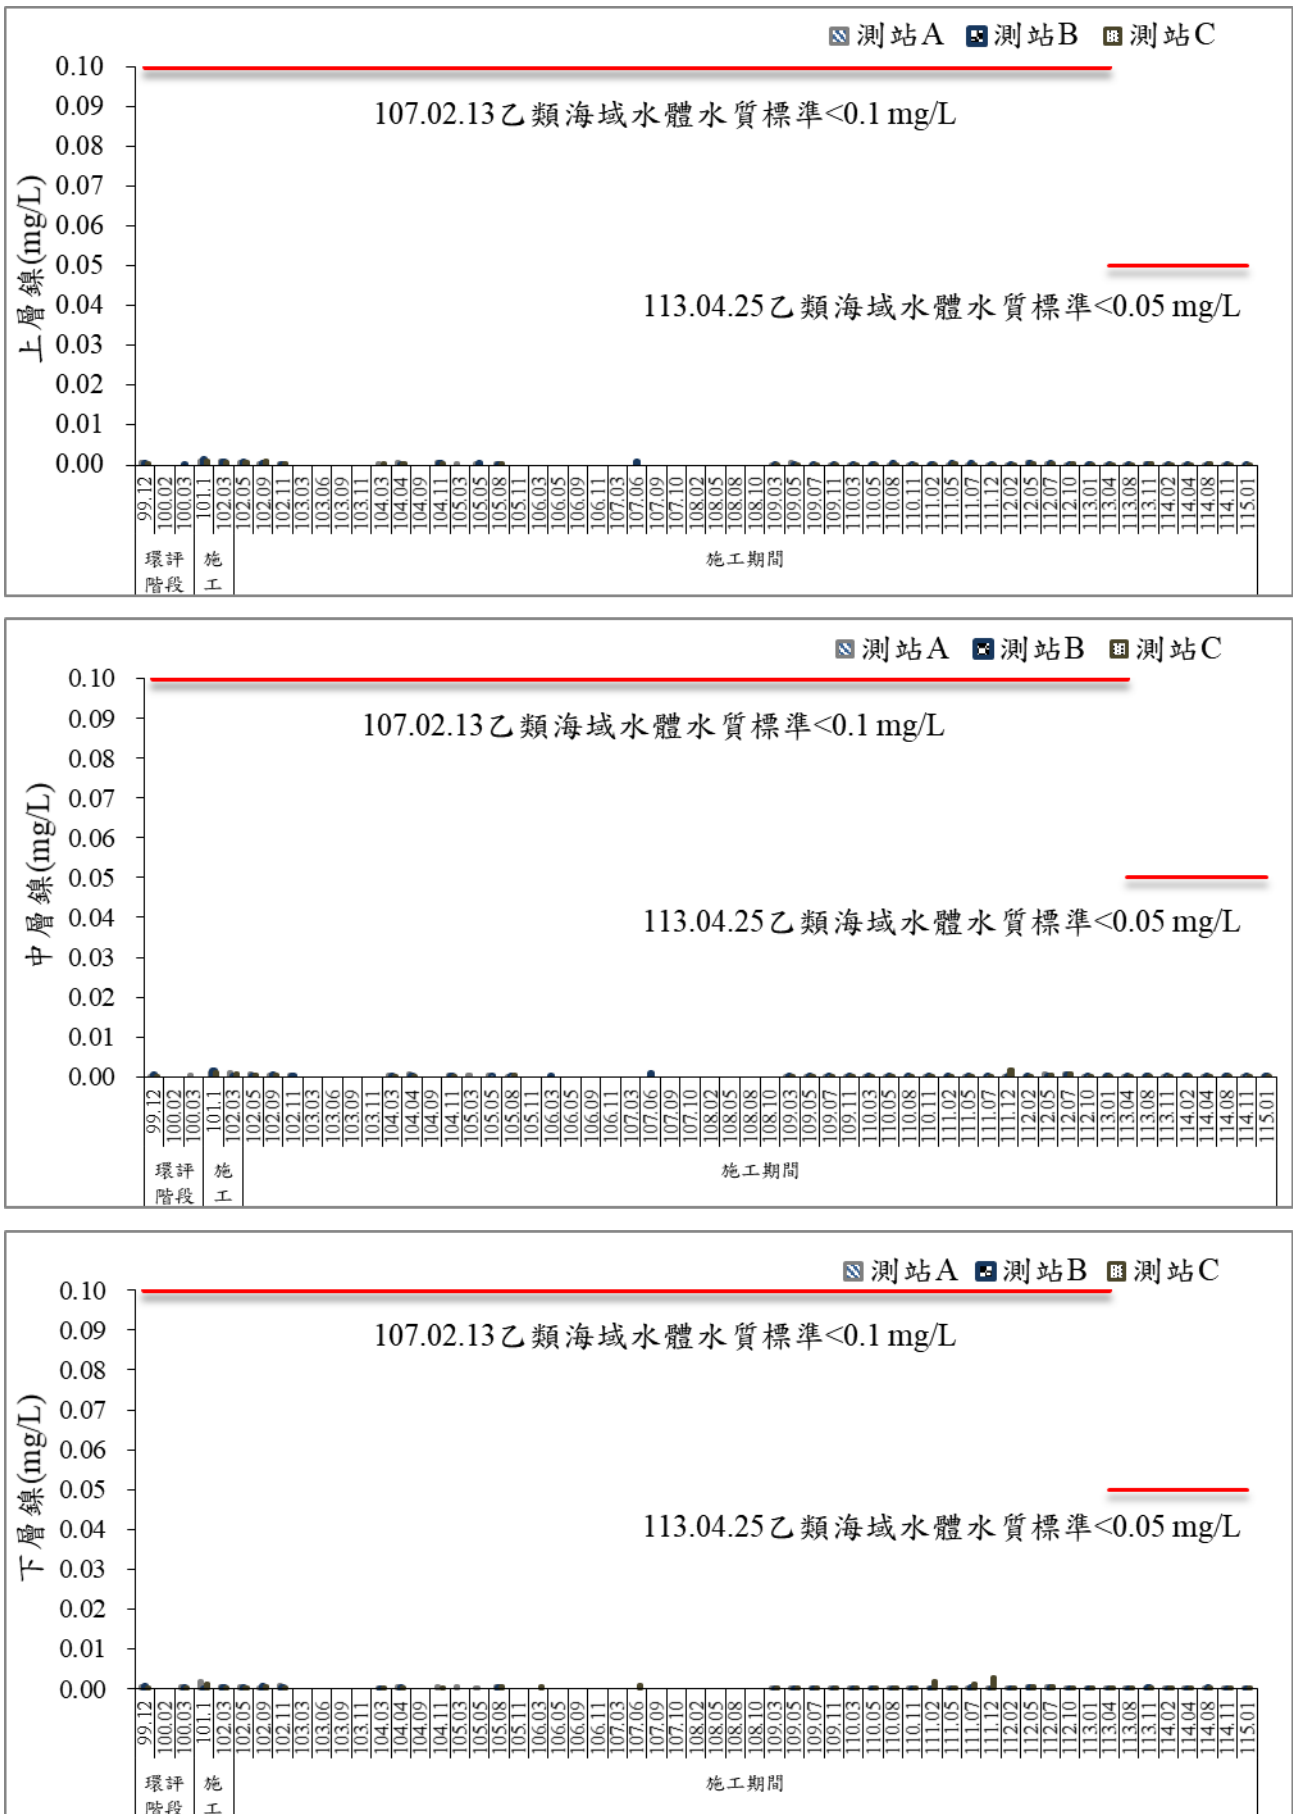 測站A 測站B 測站C
0.10
107.02.13乙類海域水體水質標準<0.1 mg/L
0.09
0.08
0.07
0.06
0.05
113.04.25乙類海域水體水質標準<0.05 mg/L
0.04
0.03
0.02
0.01
0.00
上層鎳(mg/L)
99.12 100.02 100.03 101.1 102.03 102.05 102.09 102.11 103.03 103.06 103.09 103.11 104.03 104.04 104.09 104.11 105.03 105.05 105.08 105.11 106.03 106.05 106.09 106.11 107.03 107.06 107.09 107.10 108.02 108.05 108.08 108.10 109.03 109.05 109.07 109.11 110.03 110.05 110.08 110.11 111.02 111.05 111.07 111.12 112.02 112.05 112.07 112.10 113.01 113.04 113.08 113.11 114.02 114.04 114.08 114.11 115.01
環評 施 施工期間
階段 工
測站A 測站B 測站C
0.10
107.02.13乙類海域水體水質標準<0.1 mg/L
0.09
0.08
0.07
0.06
0.05
113.04.25乙類海域水體水質標準<0.05 mg/L
0.04
0.03
0.02
0.01
0.00
中層鎳(mg/L)
99.12 100.02 100.03 101.1 102.03 102.05 102.09 102.11 103.03 103.06 103.09 103.11 104.03 104.04 104.09 104.11 105.03 105.05 105.08 105.11 106.03 106.05 106.09 106.11 107.03 107.06 107.09 107.10 108.02 108.05 108.08 108.10 109.03 109.05 109.07 109.11 110.03 110.05 110.08 110.11 111.02 111.05 111.07 111.12 112.02 112.05 112.07 112.10 113.01 113.04 113.08 113.11 114.02 114.04 114.08 114.11 115.01
環評 施 施工期間
階段 工
測站A 測站B 測站C
0.10
107.02.13乙類海域水體水質標準<0.1 mg/L
0.09
0.08
0.07
0.06
0.05
113.04.25乙類海域水體水質標準<0.05 mg/L
0.04
0.03
0.02
0.01
0.00
下層鎳(mg/L)
99.12 100.02 100.03 101.1 102.03 102.05 102.09 102.11 103.03 103.06 103.09 103.11 104.03 104.04 104.09 104.11 105.03 105.05 105.08 105.11 106.03 106.05 106.09 106.11 107.03 107.06 107.09 107.10 108.02 108.05 108.08 108.10 109.03 109.05 109.07 109.11 110.03 110.05 110.08 110.11 111.02 111.05 111.07 111.12 112.02 112.05 112.07 112.10 113.01 113.04 113.08 113.11 114.02 114.04 114.08 114.11 115.01
環評 施 施工期間
階段 工